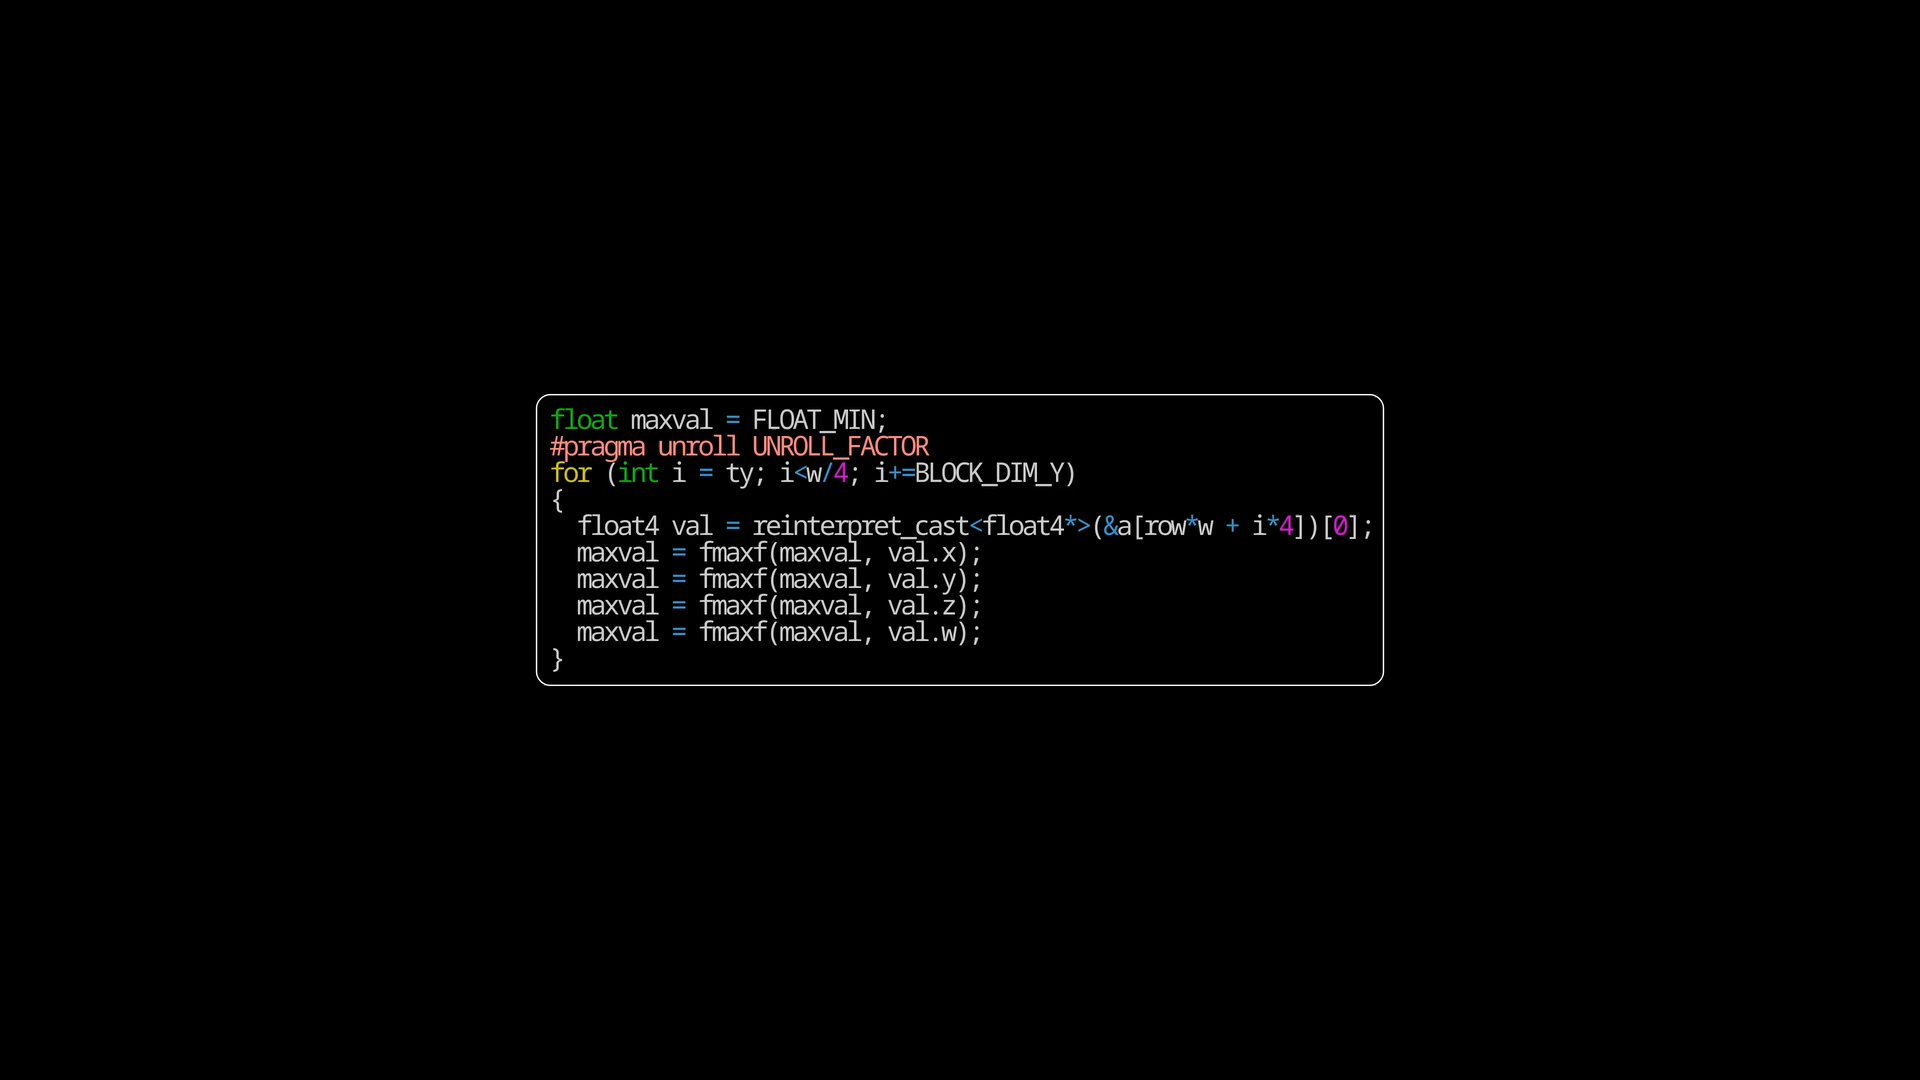 float maxval = FLOAT_MIN;
#pragma unroll UNROLL_FACTOR
for (int i = ty; i<w/4; i+=BLOCK_DIM_Y)
{
  float4 val = reinterpret_cast<float4*>(&a[row*w + i*4])[0];
  maxval = fmaxf(maxval, val.x);
  maxval = fmaxf(maxval, val.y);
  maxval = fmaxf(maxval, val.z);
  maxval = fmaxf(maxval, val.w);
}